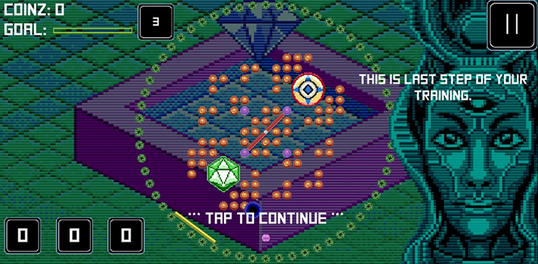 COINZ: 0
GOAL:
3
THIS IS LAST STEP OF YOUR
TRAINING.
··· TAP TO CONTINUE ···
0 0 0